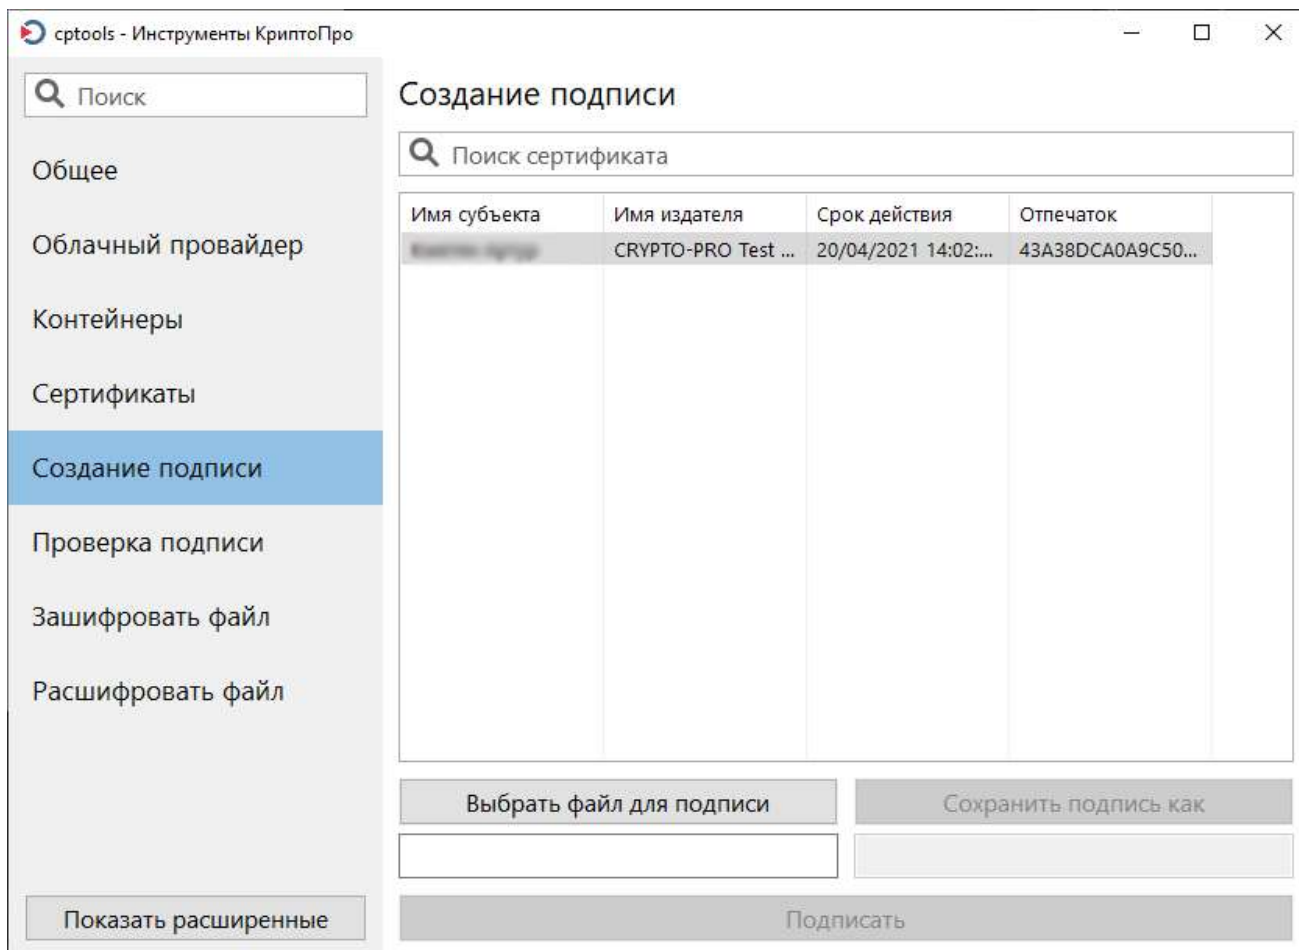 cptools - Инструменты КриптоПро
Поиск
Общее
Облачный провайдер
Контейнеры
Сертификаты
Создание подписи
Проверка подписи
Зашифровать файл
Расшифровать файл
Показать расширенные
Создание подписи
Поиск сертификата
Имя субъекта Имя издателя Срок действия Отпечаток
CRYPTO-PRO Test ... 20/04/2021 14:02:... 43A38DCA0A9C50...
Выбрать файл для подписи Сохранить подпись как
Подписать